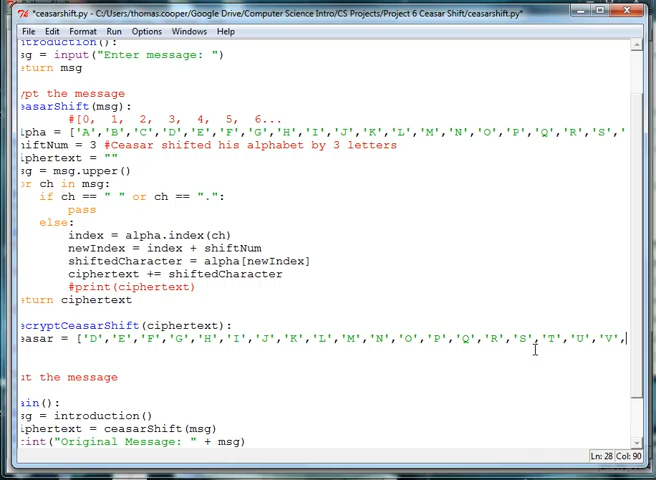 *ceasarshift.py - C:/Users/thomas.cooper/Google Drive/Computer Science Intro/CS Projects/Project 6 Ceasar Shift/ceasarshift.py*
File Edit Format Run Options Windows Help
ntroduction():
sg = input("Enter message: ")
eturn msg
ypt the message
easarShift(msg):
#[0, 1, 2, 3, 4, 5, 6...
lpha = ['A','B','C','D','E','F','G','H','I','J','K','L','M','N','O','P','Q','R','S','
hiftNum = 3 #Ceasar shifted his alphabet by 3 letters
iphertext = ""
sg = msg.upper()
or ch in msg:
if ch == " " or ch == ".":
pass
else:
index = alpha.index(ch)
newIndex = index + shiftNum
shiftedCharacter = alpha[newIndex]
ciphertext += shiftedCharacter
#print(ciphertext)
eturn ciphertext
ecryptCeasarShift(ciphertext):
easar = ['D','E','F','G','H','I','J','K','L','M','N','O','P','Q','R','S','T','U','V',
ut the message
ain():
sg = introduction()
iphertext = ceasarShift(msg)
rint("Original Message: " + msg)
Ln: 28 Col: 90